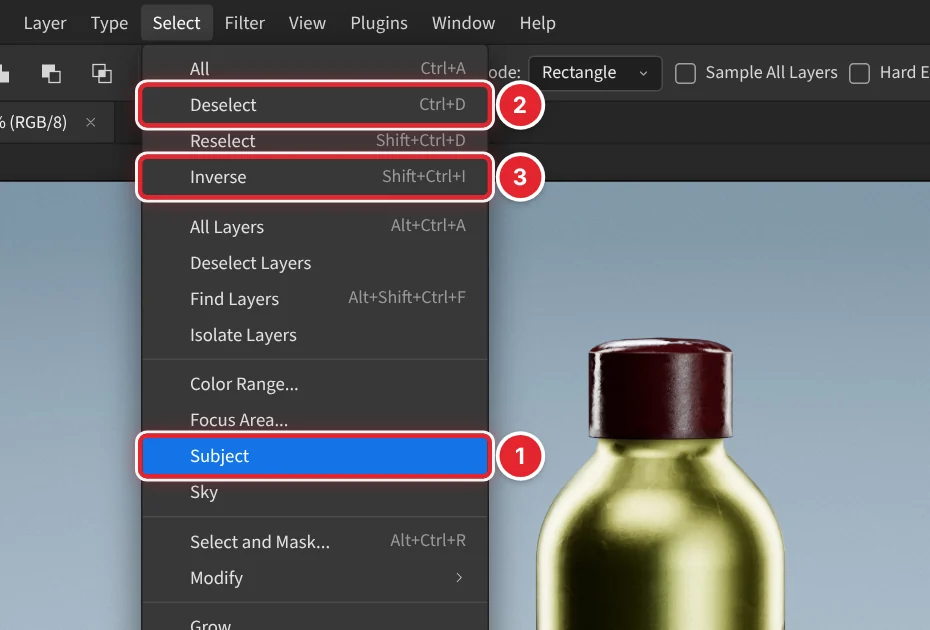 Layer Type Select Filter View Plugins Window Help
ode: Rectangle Sample All Layers Hard E
% (RGB/8)
All Ctrl+A
Deselect Ctrl+D
2
Reselect Shift+Ctrl+D
Inverse Shift+Ctrl+I
3
All Layers Alt+Ctrl+A
Deselect Layers
Find Layers Alt+Shift+Ctrl+F
Isolate Layers
Color Range...
Focus Area...
Subject
1
Sky
Select and Mask... Alt+Ctrl+R
Modify
Grow